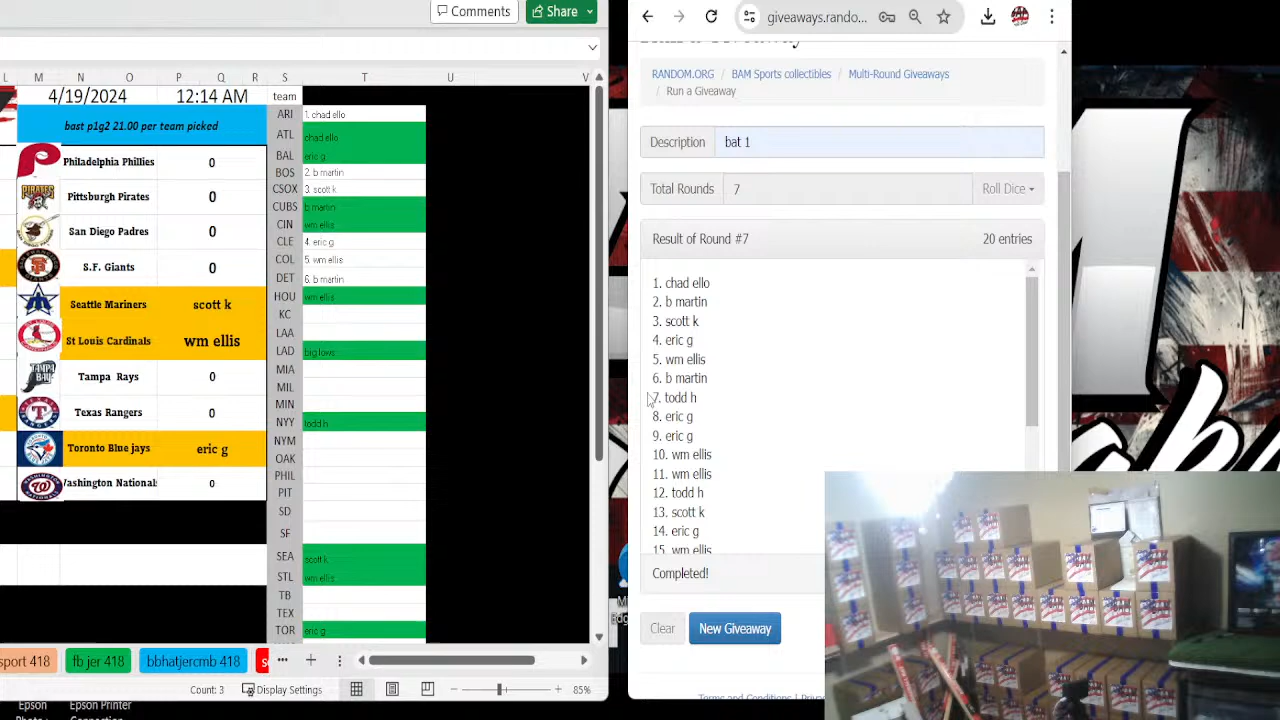 Comments
Share
L M N O P Q R S T U V
4/19/2024 12:14 AM team
bast p1g2 21.00 per team picked
Philadelphia Phillies 0
Pittsburgh Pirates 0
San Diego Padres 0
S.F. Giants 0
Seattle Mariners scott k
St Louis Cardinals wm ellis
Tampa Rays 0
Texas Rangers 0
Toronto Blue jays eric g
Washington Nationals 0
ARI 1. chad ello
ATL chad ello
BAL eric g
BOS 2. b martin
CSOX 3. scott k
CUBS b martin
CIN wm ellis
CLE 4. eric g
COL 5. wm ellis
DET 6. b martin
HOU wm ellis
KC
LAA
LAD big lows
MIA
MIL
MIN
NYY todd h
NYM
OAK
PHIL
PIT
SD
SF
SEA scott k
STL wm ellis
TB
TEX
TOR eric g
sport 418 fb jer 418 bbhatjercmb 418
Count: 3 Display Settings 85%
Epson Epson Printer
giveaways.rando...
RANDOM.ORG / BAM Sports collectibles / Multi-Round Giveaways
/ Run a Giveaway
Description bat 1
Total Rounds 7 Roll Dice
Result of Round #7 20 entries
1. chad ello
2. b martin
3. scott k
4. eric g
5. wm ellis
6. b martin
7. todd h
8. eric g
9. eric g
10. wm ellis
11. wm ellis
12. todd h
13. scott k
14. eric g
15. wm ellis
Completed!
Clear New Giveaway
Terms and Conditions